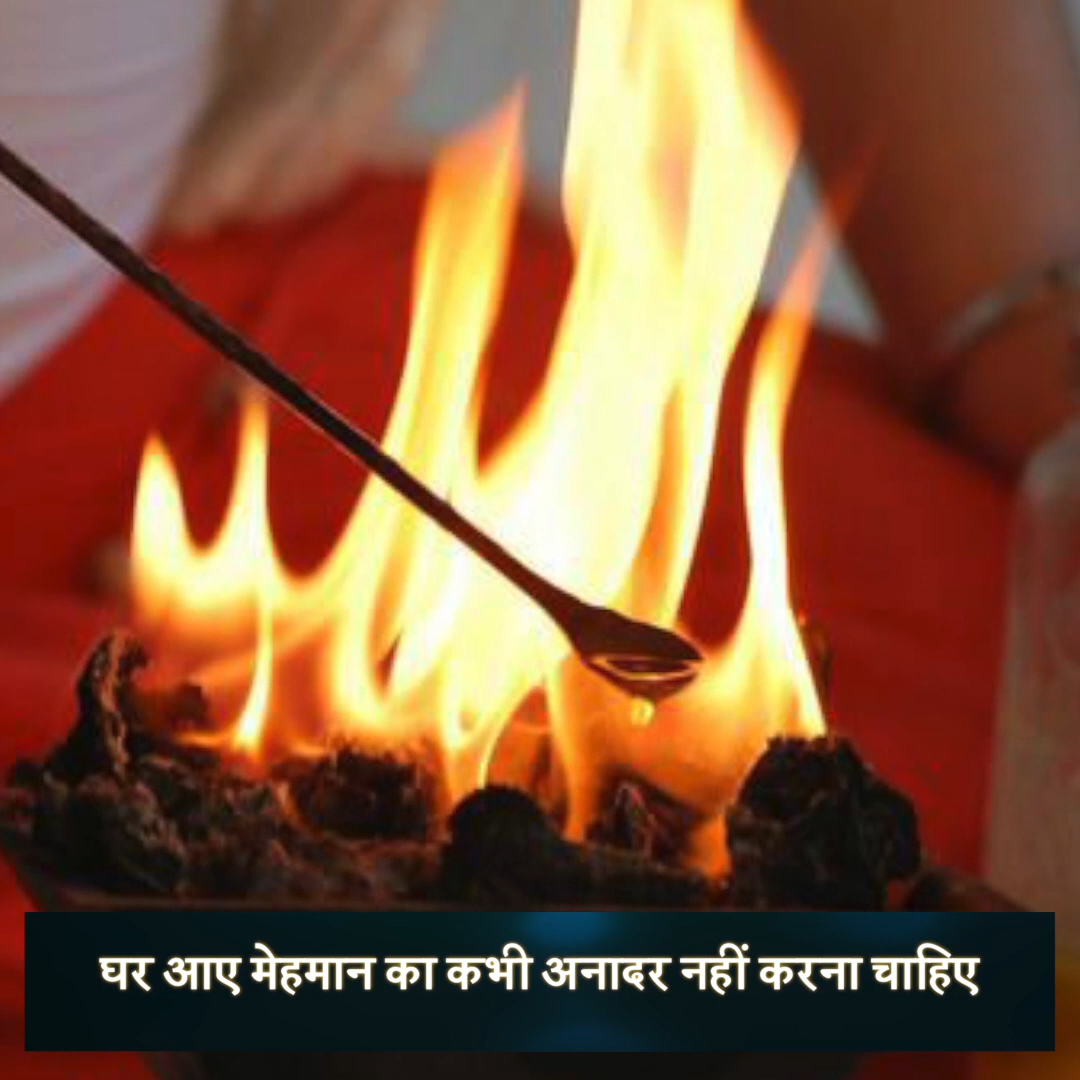 घर आए मेहमान का कभी अनादर नहीं करना चाहिए